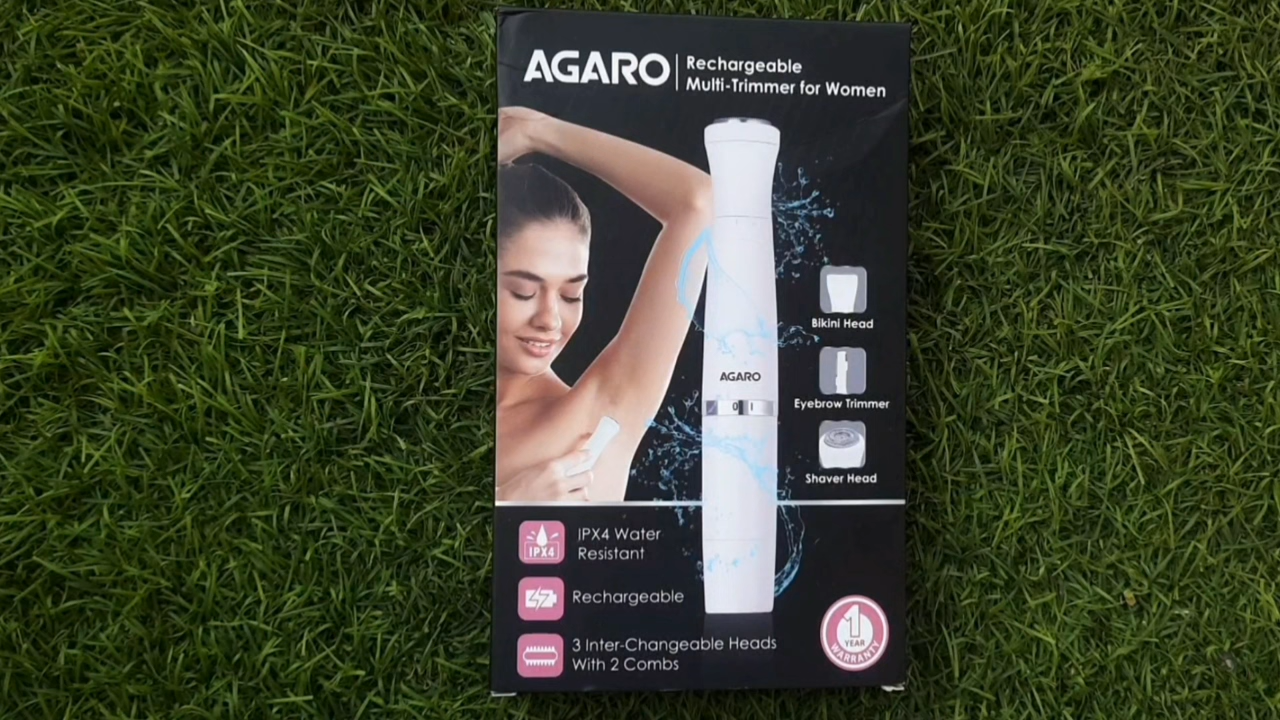 AGARO
Rechargeable
Multi-Trimmer for Women
Bikini Head
AGARO
Eyebrow Trimmer
0 I
Shaver Head
IPX4
IPX4 Water
Resistant
Rechargeable
3 Inter-Changeable Heads
With 2 Combs
1
YEAR
WARRANTY